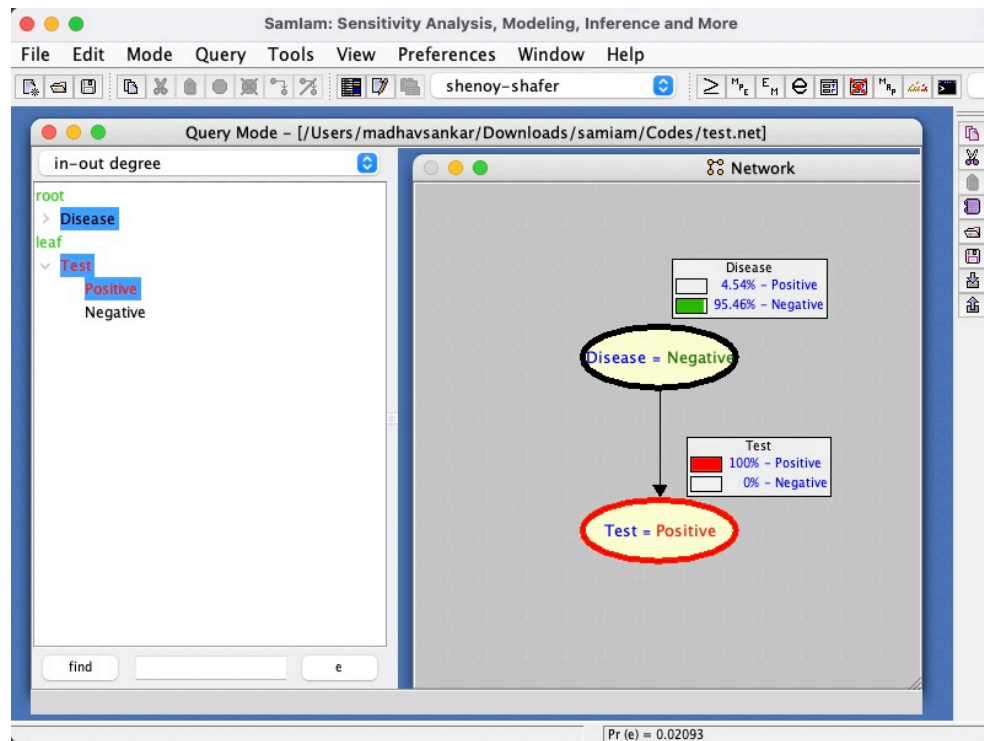 SamIam: Sensitivity Analysis, Modeling, Inference and More
File Edit Mode Query Tools View Preferences Window Help
shenoy-shafer
Query Mode – [/Users/madhavsankar/Downloads/samiam/Codes/test.net]
in-out degree
Network
root
Disease
leaf
Test
Positive
Negative
Disease
4.54% – Positive
95.46% – Negative
Disease = Negative
Test
100% – Positive
0% – Negative
Test = Positive
find
e
Pr (e) = 0.02093